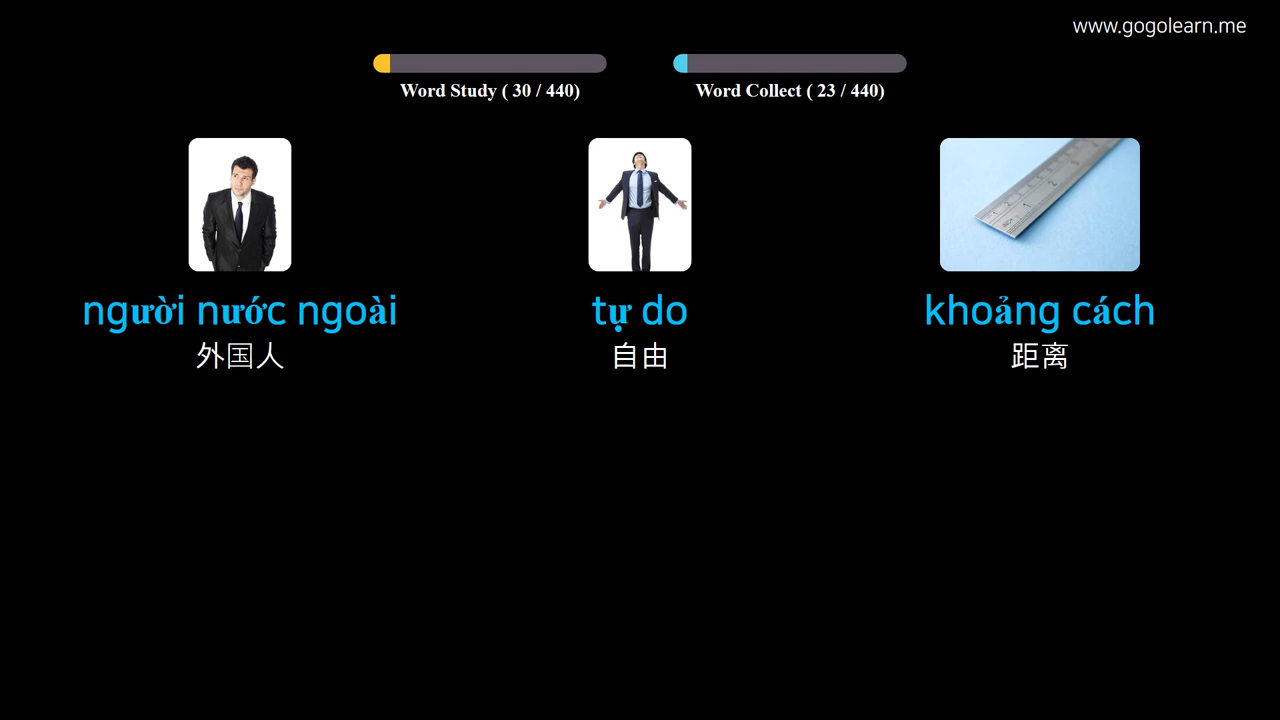 www.gogolearn.me
Word Study ( 30 / 440)
Word Collect ( 23 / 440)
người nước ngoài
外国人
tự do
自由
khoảng cách
距离